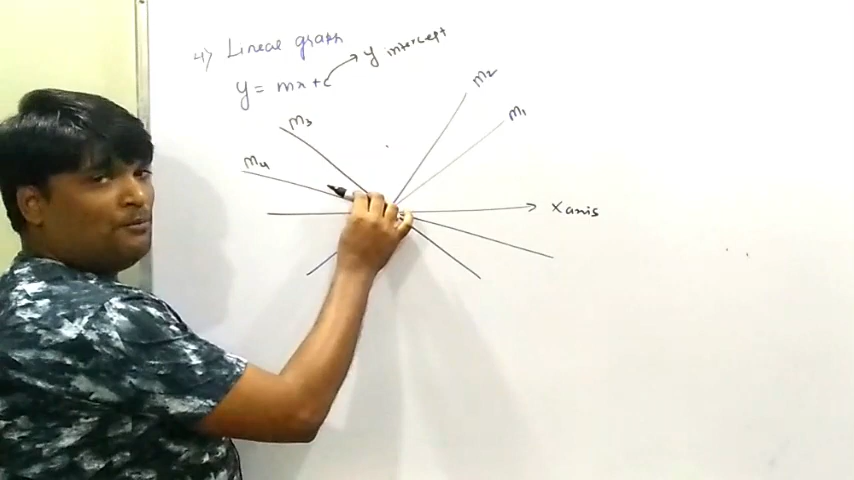 4) Linear graph
y = mx + c
y intercept
m2
m1
m3
m4
x axis